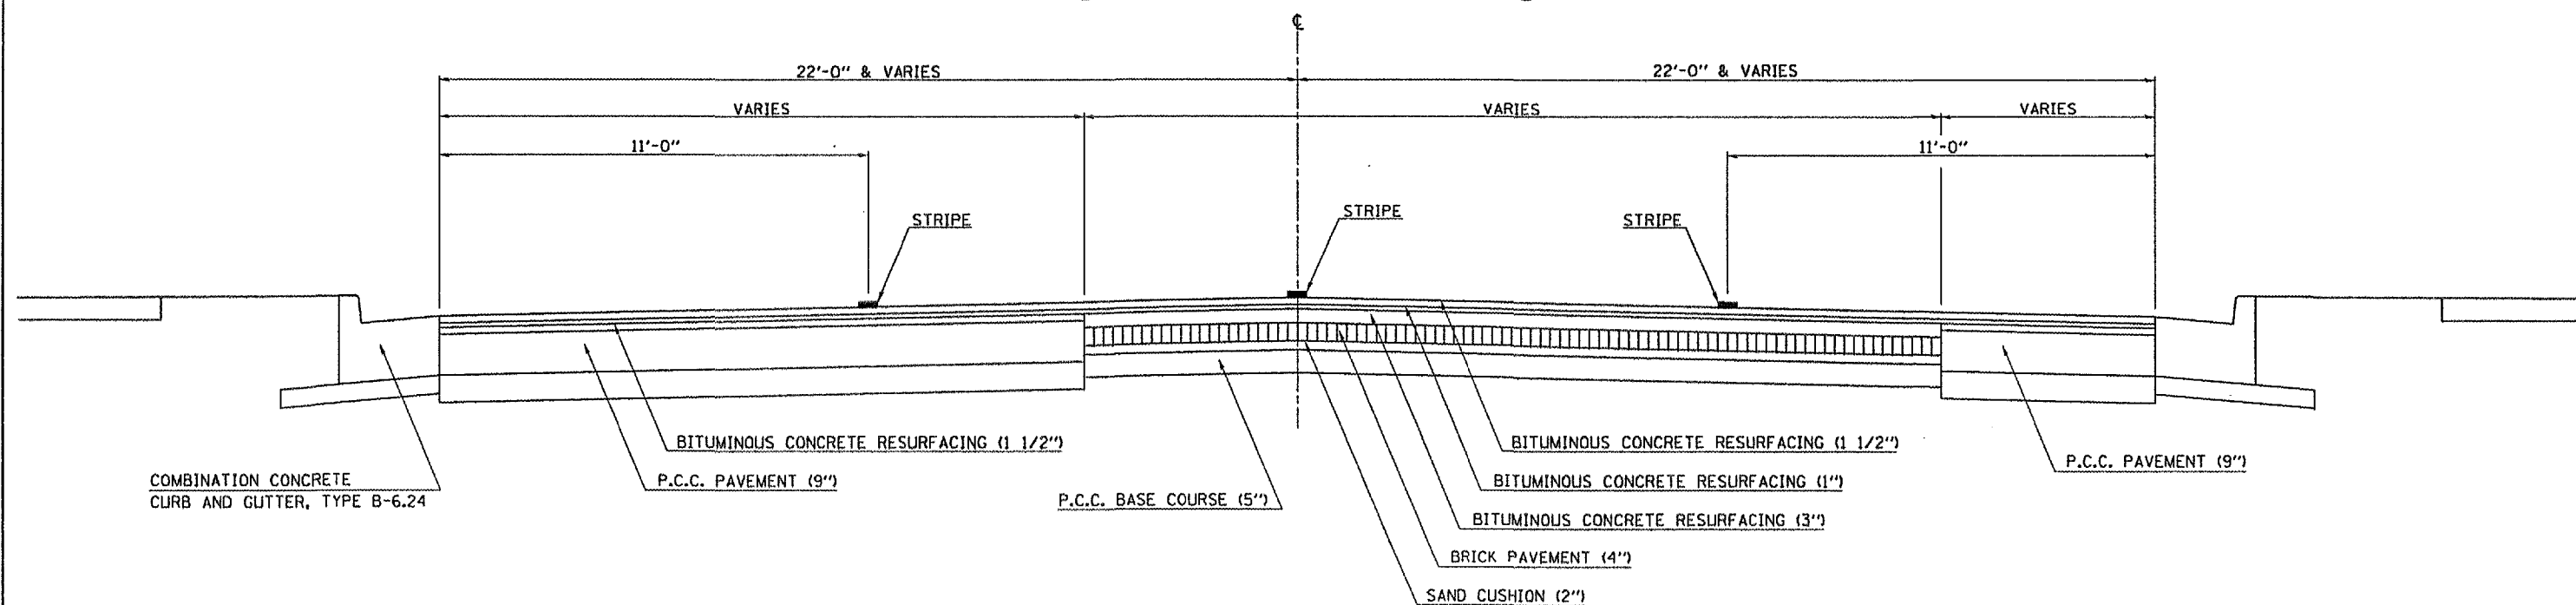 ℄
22'-0" & VARIES
22'-0" & VARIES
VARIES
VARIES
VARIES
11'-0"
11'-0"
STRIPE
STRIPE
STRIPE
BITUMINOUS CONCRETE RESURFACING (1 1/2")
BITUMINOUS CONCRETE RESURFACING (1 1/2")
P.C.C. PAVEMENT (9")
COMBINATION CONCRETE
CURB AND GUTTER, TYPE B-6.24
P.C.C. PAVEMENT (9")
P.C.C. BASE COURSE (5")
BITUMINOUS CONCRETE RESURFACING (1")
BITUMINOUS CONCRETE RESURFACING (3")
BRICK PAVEMENT (4")
SAND CUSHION (2")